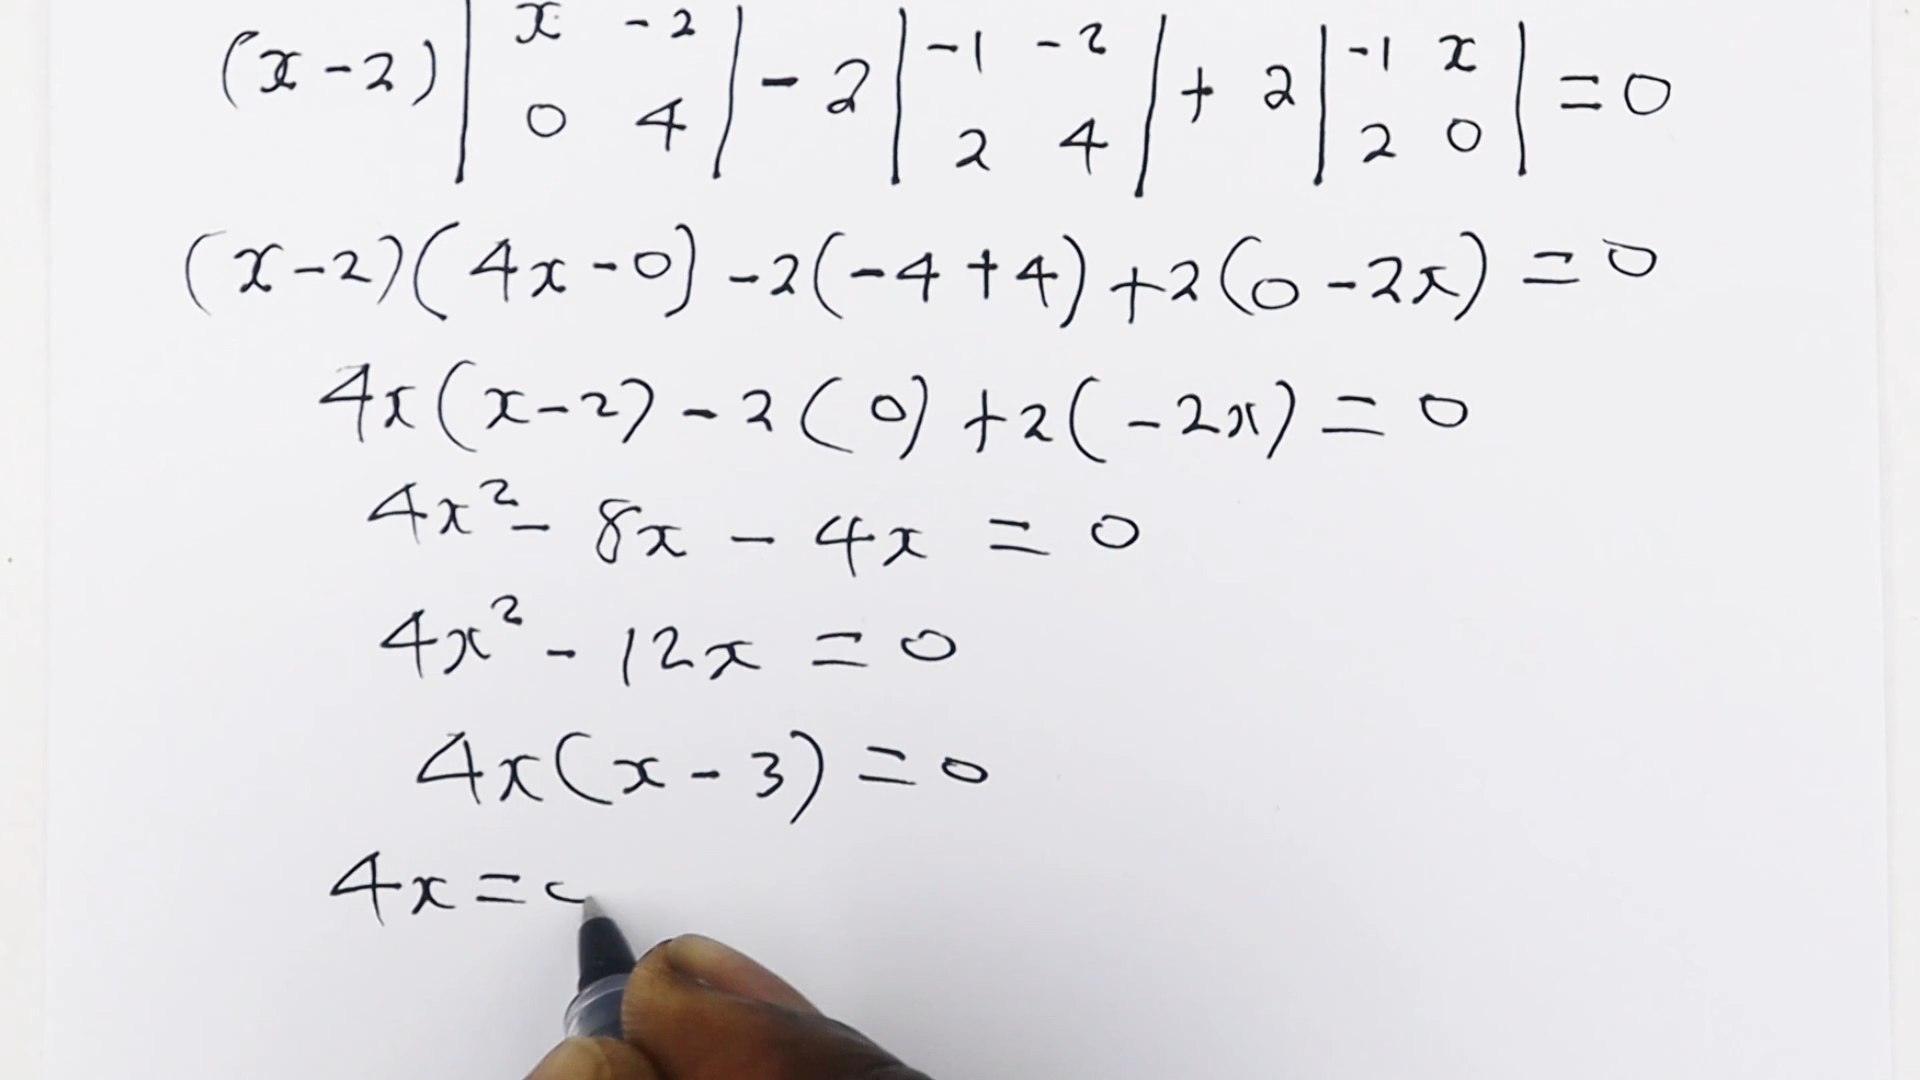 (x-2)|x -2| -2|-1 -2| +2|-1 x| =0
0 4 2 4 2 0
(x-2)(4x-0) -2(-4+4) +2(0-2x) =0
4x(x-2) -2(0) +2(-2x) =0
4x² - 8x - 4x = 0
4x² - 12x = 0
4x(x-3) = 0
4x=